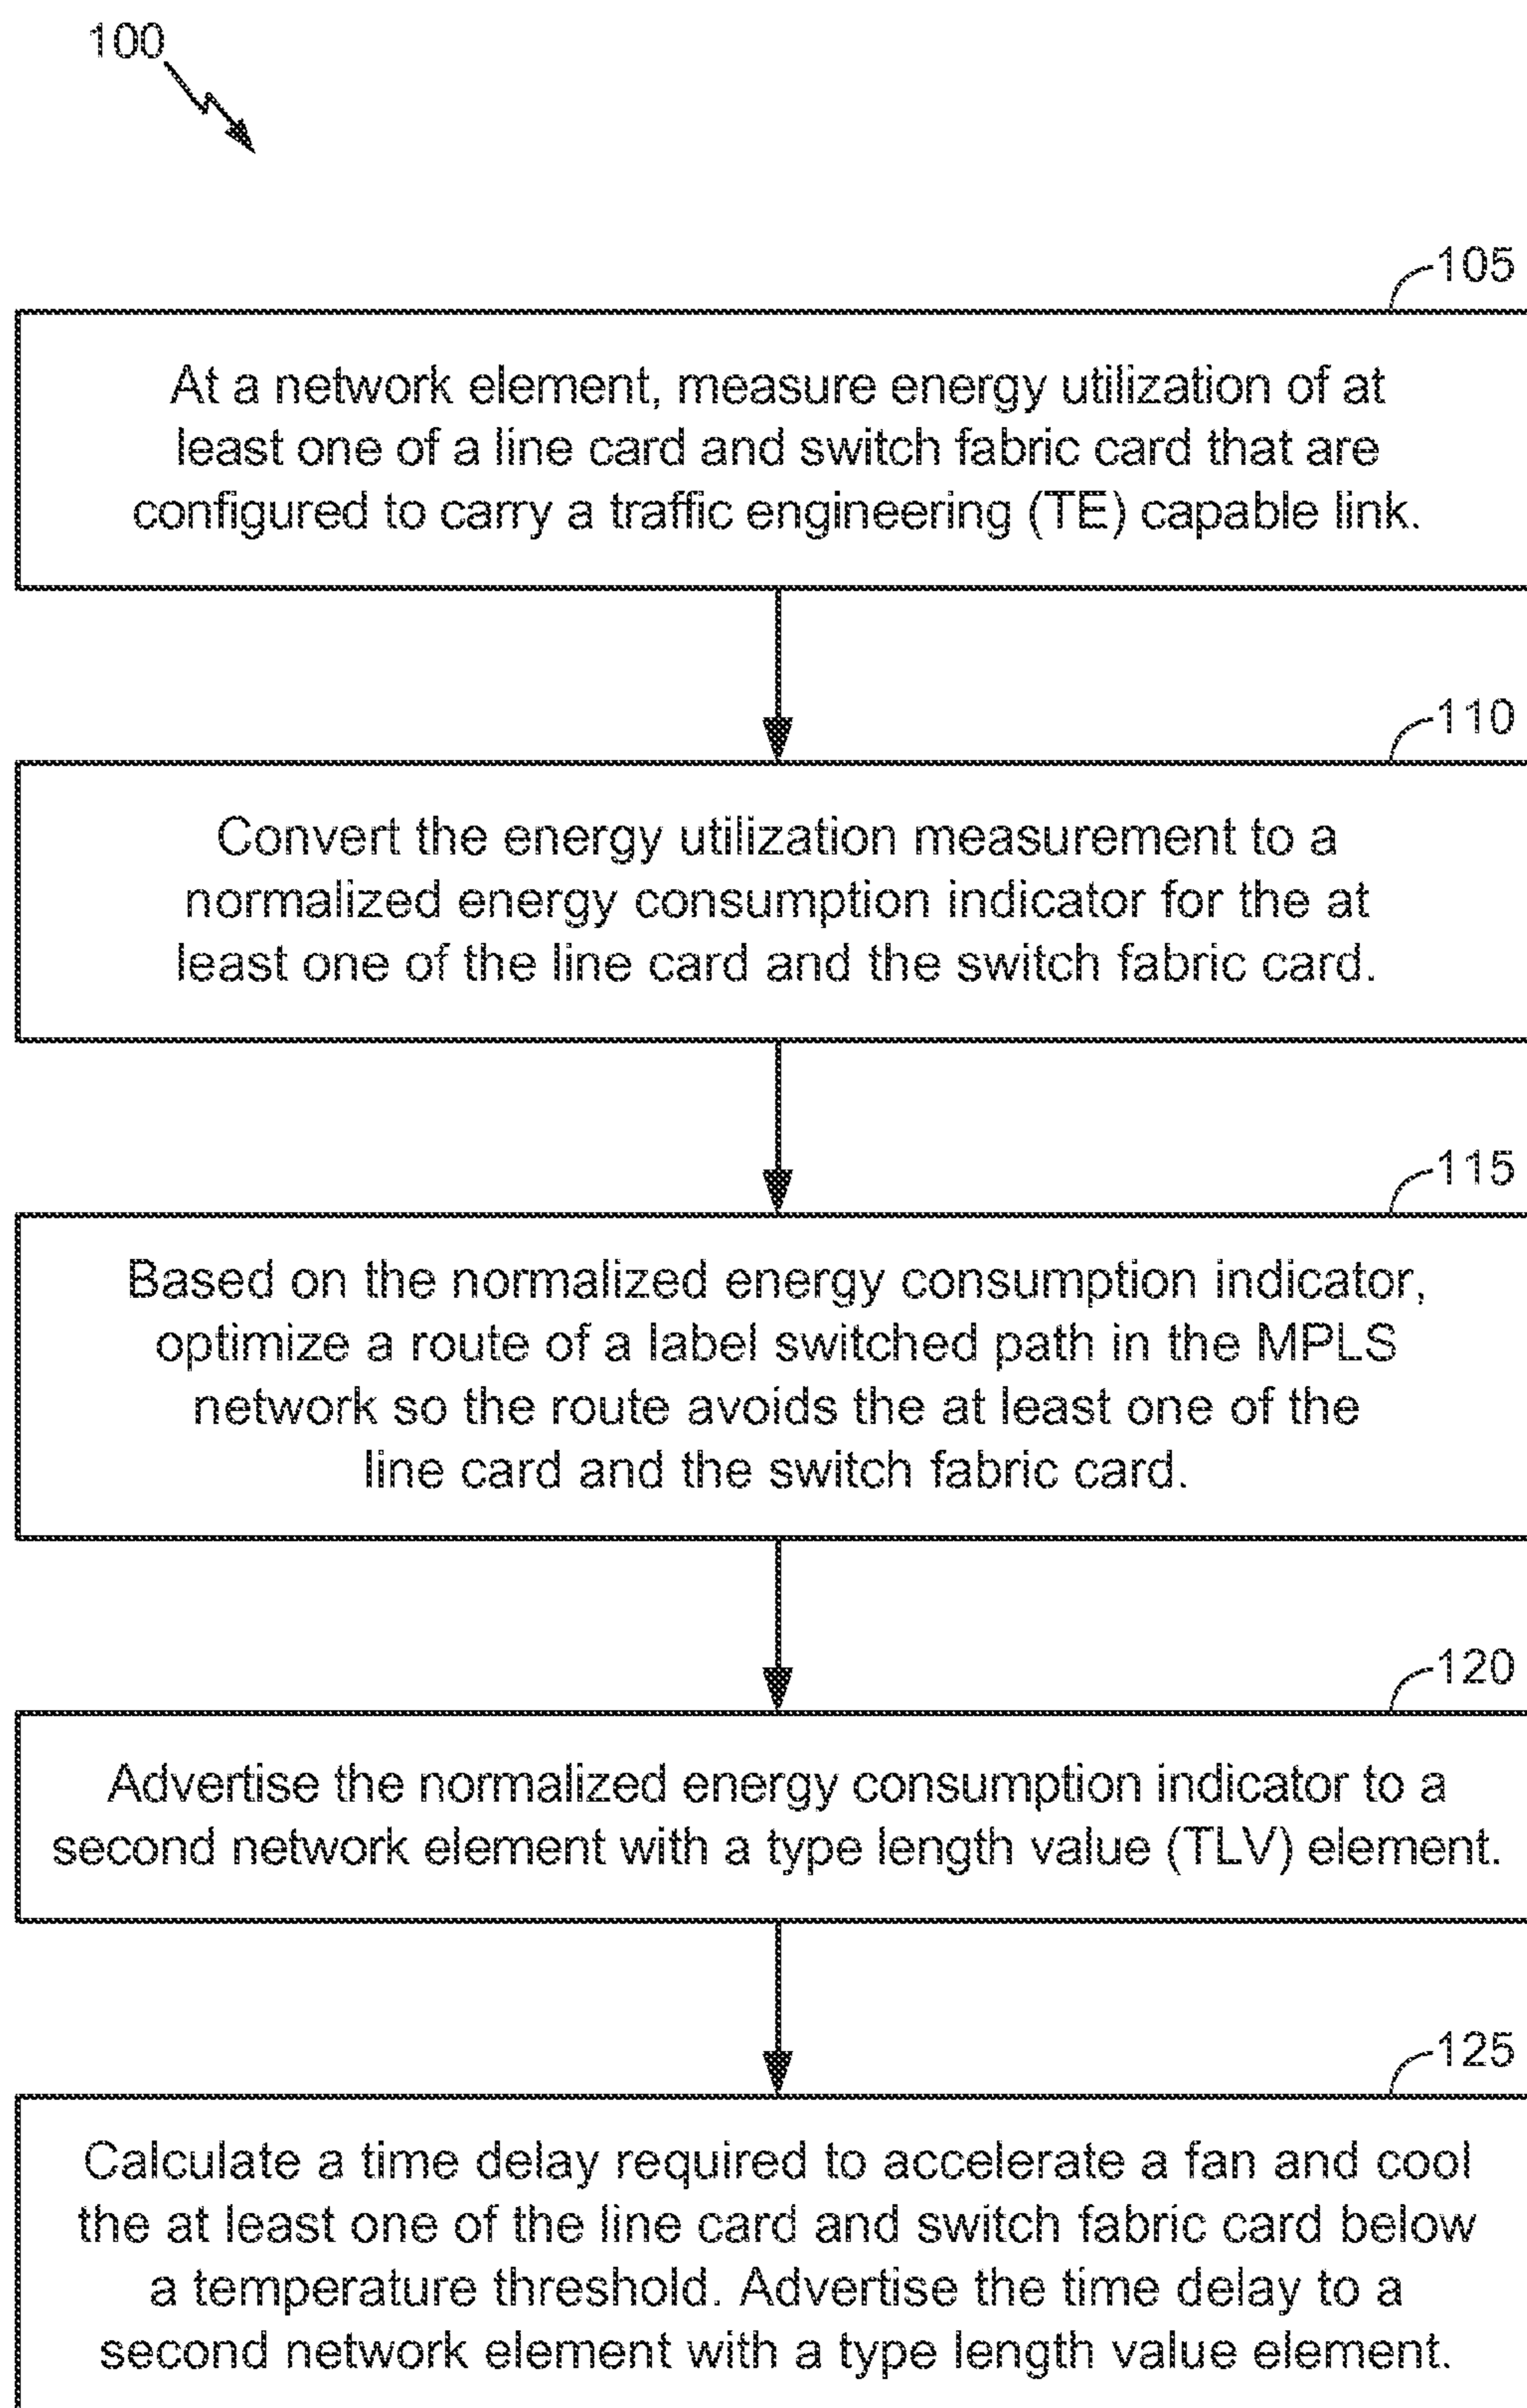 100
105
At a network element, measure energy utilization of at
least one of a line card and switch fabric card that are
configured to carry a traffic engineering (TE) capable link.
110
Convert the energy utilization measurement to a
normalized energy consumption indicator for the at
least one of the line card and the switch fabric card.
115
Based on the normalized energy consumption indicator,
optimize a route of a label switched path in the MPLS
network so the route avoids the at least one of the
line card and the switch fabric card.
120
Advertise the normalized energy consumption indicator to a
second network element with a type length value (TLV) element.
125
Calculate a time delay required to accelerate a fan and cool
the at least one of the line card and switch fabric card below
a temperature threshold. Advertise the time delay to a
second network element with a type length value element.